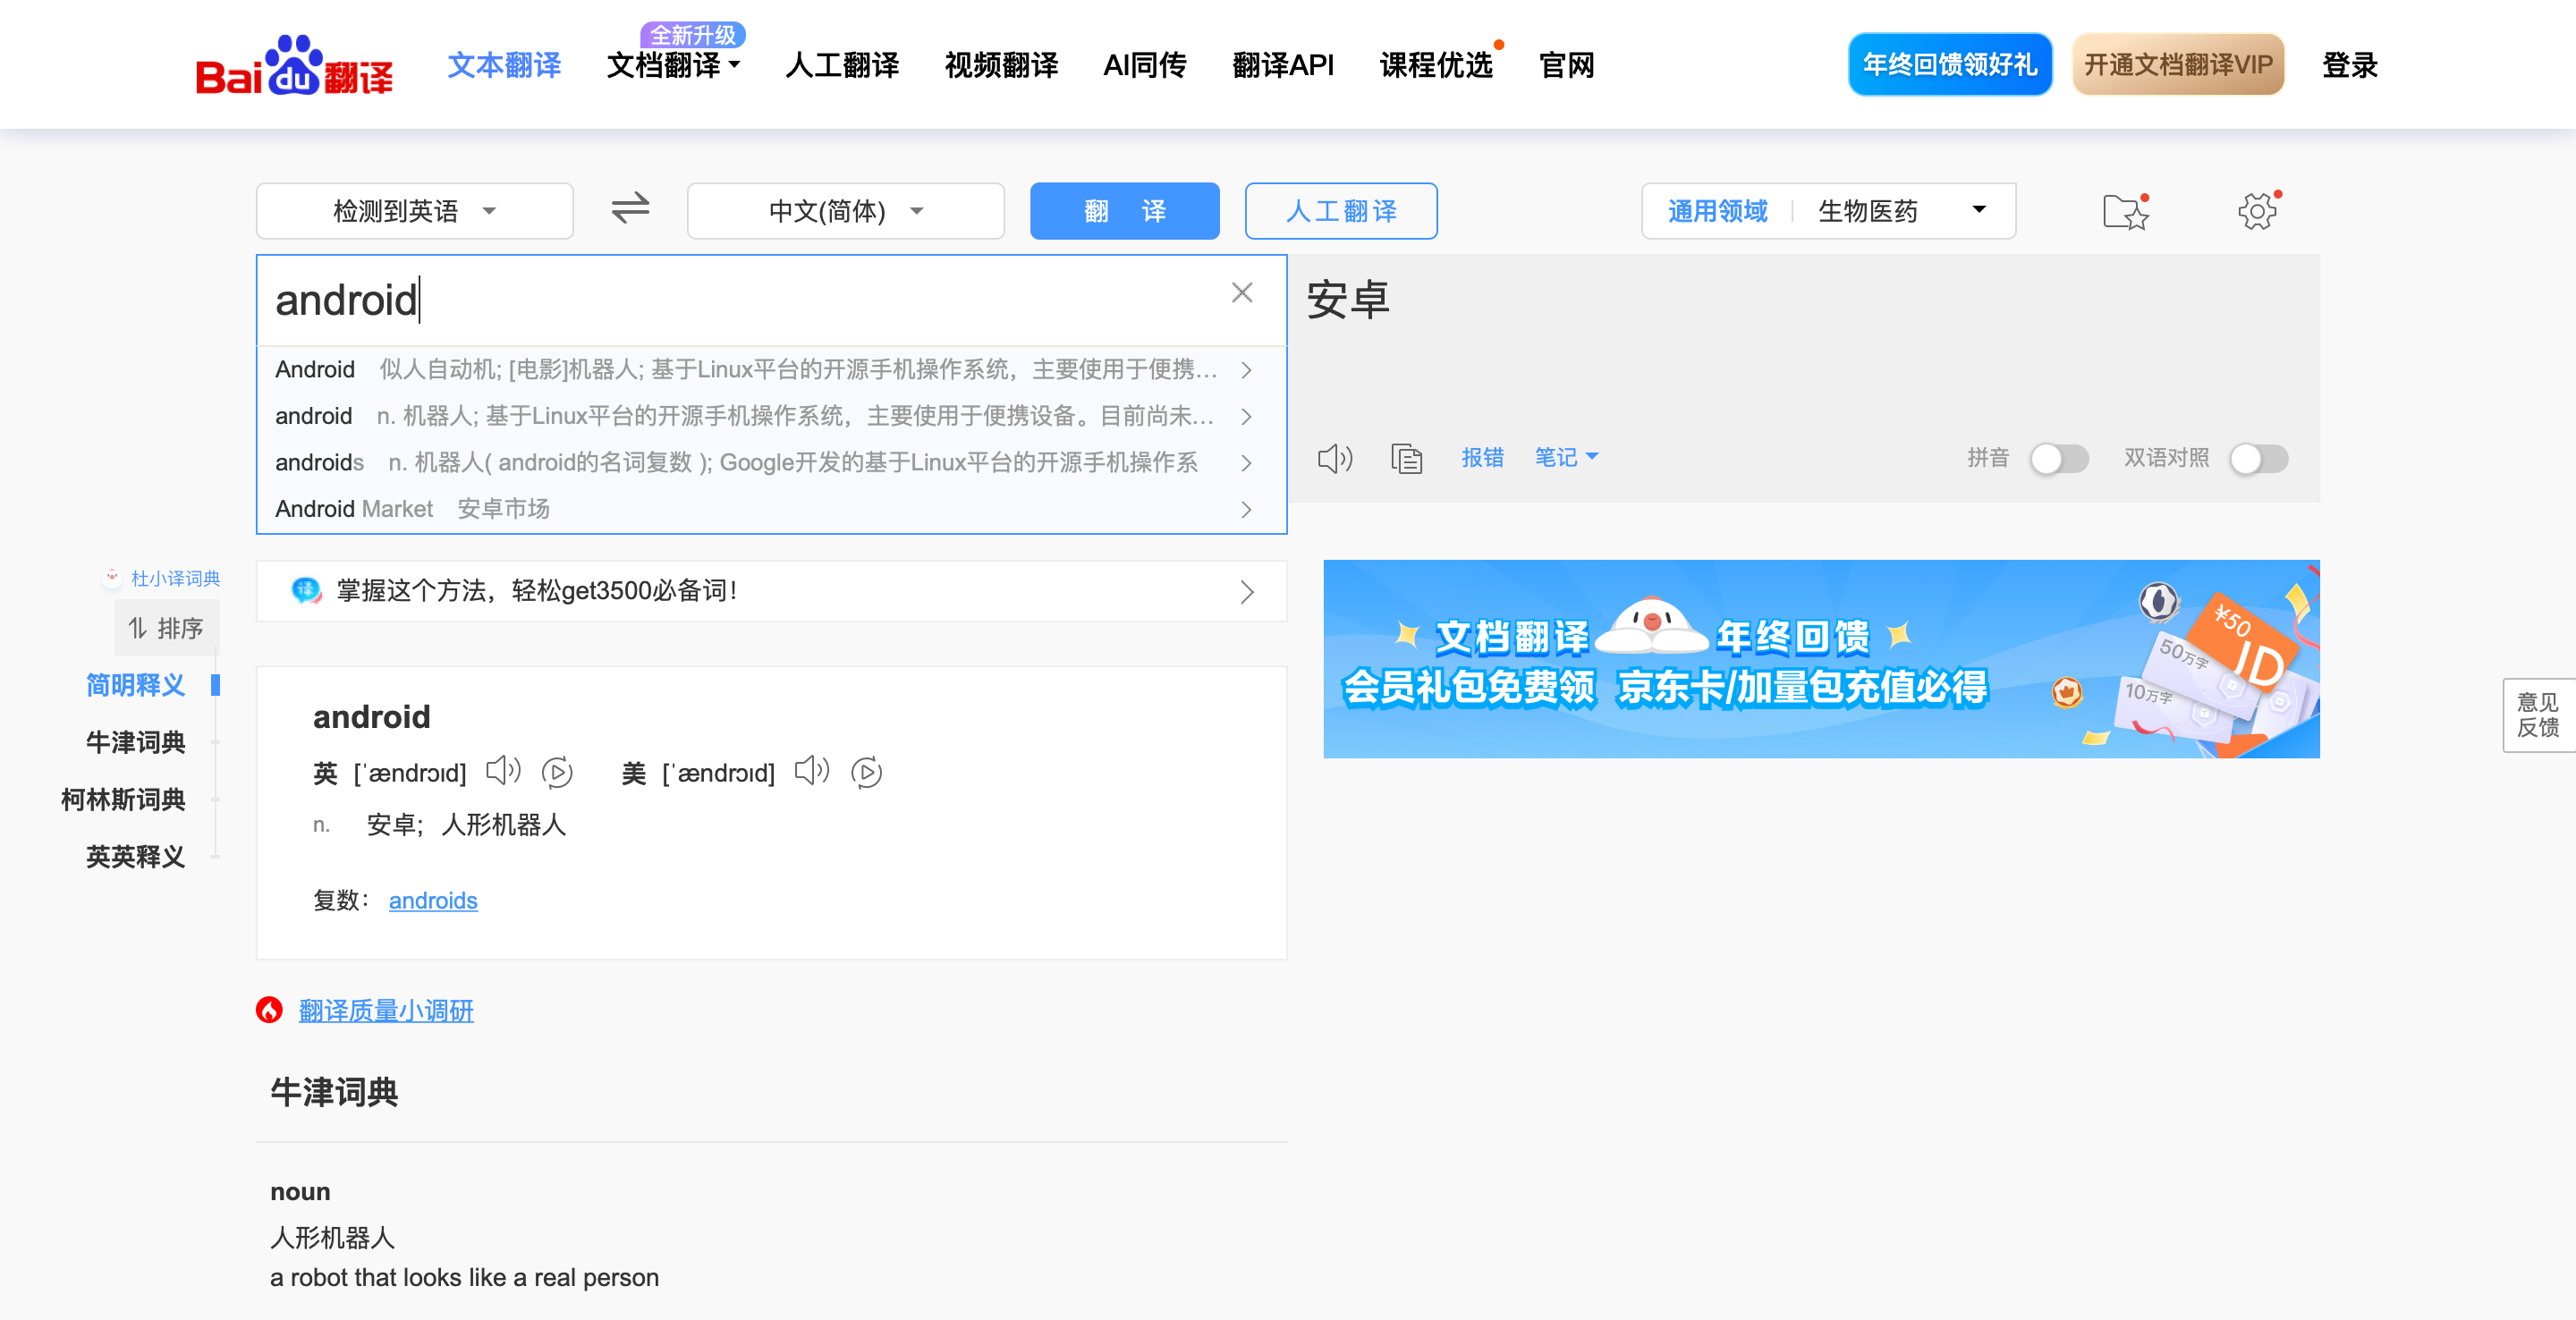 Baidu翻译
文本翻译
全新升级
文档翻译
人工翻译
视频翻译
AI同传
翻译API
课程优选
官网
年终回馈领好礼
开通文档翻译VIP
登录
检测到英语
中文(简体)
翻 译
人工翻译
通用领域
生物医药
android
安卓
Android 似人自动机; [电影]机器人; 基于Linux平台的开源手机操作系统，主要使用于便携...
android n. 机器人; 基于Linux平台的开源手机操作系统，主要使用于便携设备。目前尚未...
androids n. 机器人( android的名词复数 ); Google开发的基于Linux平台的开源手机操作系
Android Market 安卓市场
报错
笔记
拼音
双语对照
杜小译词典
排序
简明释义
牛津词典
柯林斯词典
英英释义
译
掌握这个方法，轻松get3500必备词！
文档翻译 年终回馈
会员礼包免费领 京东卡/加量包充值必得
¥50
JD
50万字
10万字
意见
反馈
android
英 [ˈændrɔɪd] 美 [ˈændrɔɪd]
n. 安卓; 人形机器人
复数： androids
翻译质量小调研
牛津词典
noun
人形机器人
a robot that looks like a real person